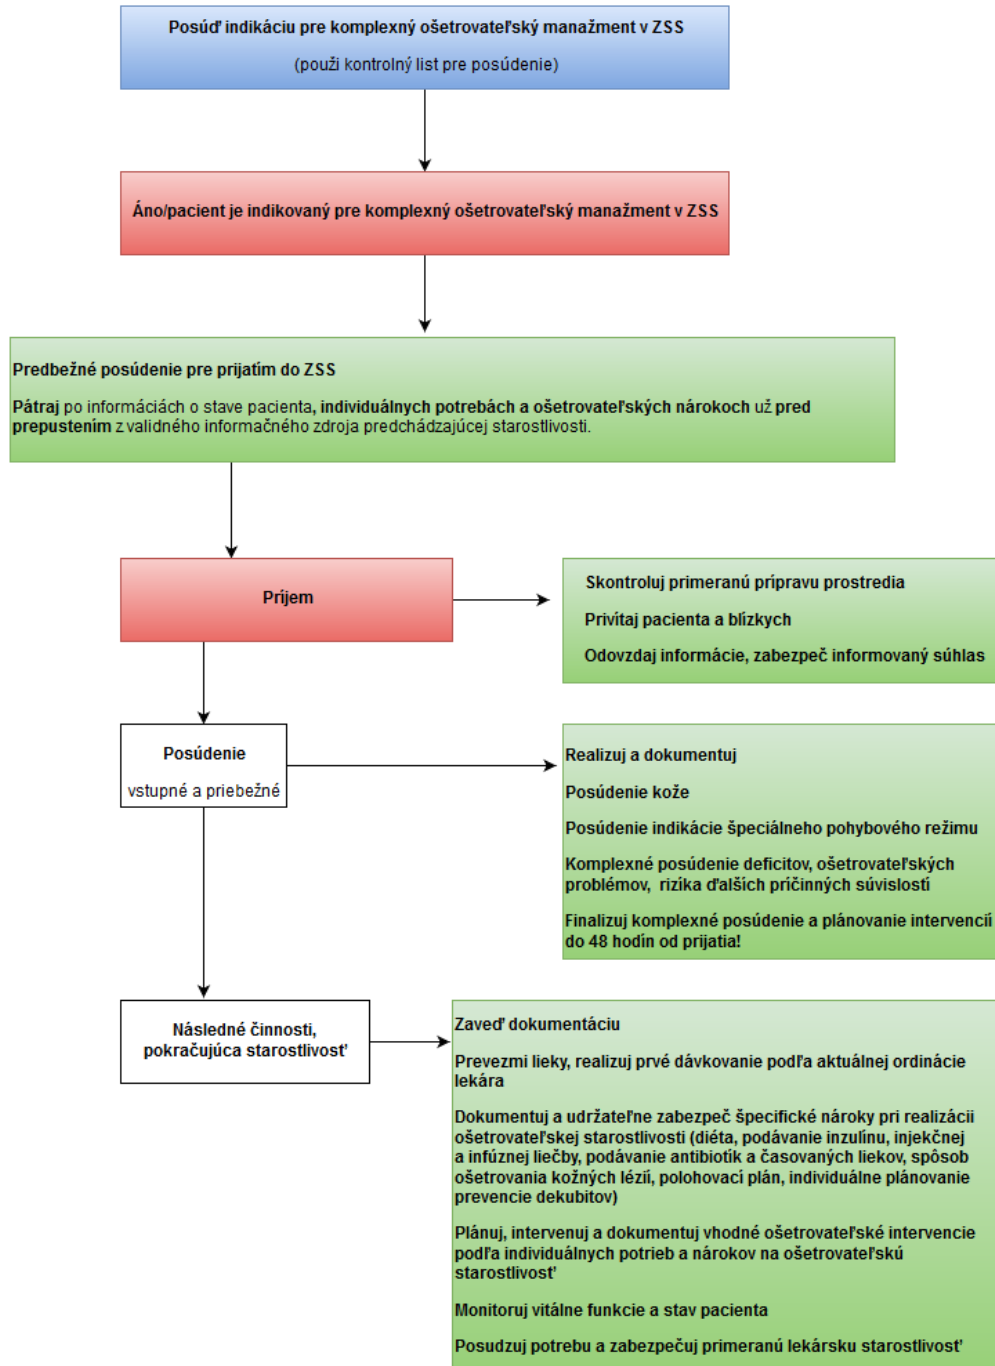 Posúď indikáciu pre komplexný ošetrovateľský manažment v ZSS
(použi kontrolný list pre posúdenie)
Áno/pacient je indikovaný pre komplexný ošetrovateľský manažment v ZSS
Predbežné posúdenie pre prijatím do ZSS
Pátraj po informáciách o stave pacienta, individuálnych potrebách a ošetrovateľských nárokoch už pred
prepustením z validného informačného zdroja predchádzajúcej starostlivosti.
Príjem
Skontroluj primeranú prípravu prostredia
Privítaj pacienta a blízkych
Odovzdaj informácie, zabezpeč informovaný súhlas
Posúdenie
vstupné a priebežné
Realizuj a dokumentuj
Posúdenie kože
Posúdenie indikácie špeciálneho pohybového režimu
Komplexné posúdenie deficitov, ošetrovateľských
problémov, rizíka ďalších príčinných súvislostí
Finalizuj komplexné posúdenie a plánovanie intervencií
do 48 hodín od prijatia!
Následné činnosti,
pokračujúca starostlivosť
Zaveď dokumentáciu
Prevezmi lieky, realizuj prvé dávkovanie podľa aktuálnej ordinácie
lekára
Dokumentuj a udržateľne zabezpeč špecifické nároky pri realizácii
ošetrovateľskej starostlivosti (diéta, podávanie inzulínu, injekčnej
a infúznej liečby, podávanie antibiotík a časovaných liekov, spôsob
ošetrovania kožných lézií, polohovací plán, individuálne plánovanie
prevencie dekubitov)
Plánuj, intervenuj a dokumentuj vhodné ošetrovateľské intervencie
podľa individuálnych potrieb a nárokov na ošetrovateľskú
starostlivosť
Monitoruj vitálne funkcie a stav pacienta
Posudzuj potrebu a zabezpečuj primeranú lekársku starostlivosť